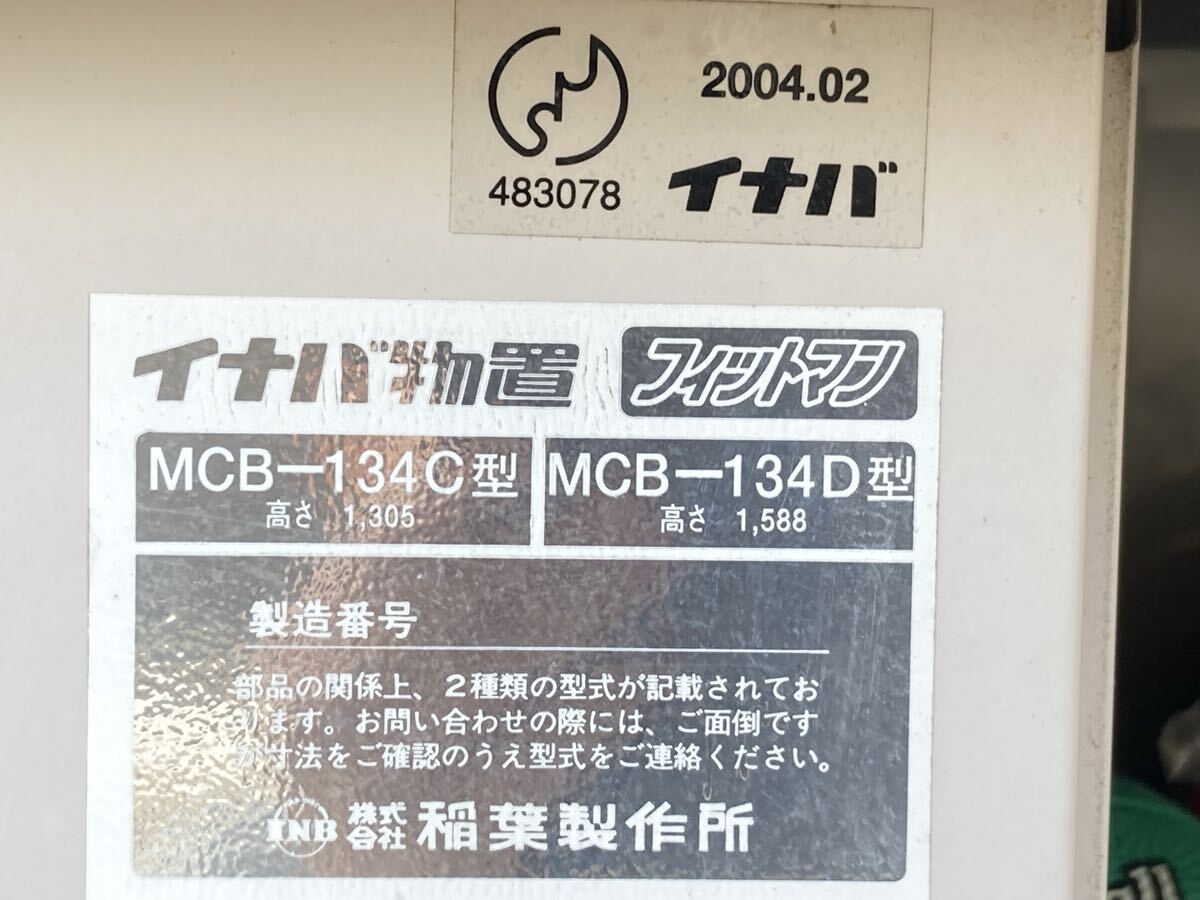 2004.02
483078
イナバ
イナバ物置
フィットマン
MCB-134C型
高さ 1,305
MCB-134D型
高さ 1,588
製造番号
部品の関係上、2種類の型式が記載されてお
ります。お問い合わせの際には、ご面倒です
が寸法をご確認のうえ型式をご連絡ください。
INB 株式会社 稲葉製作所